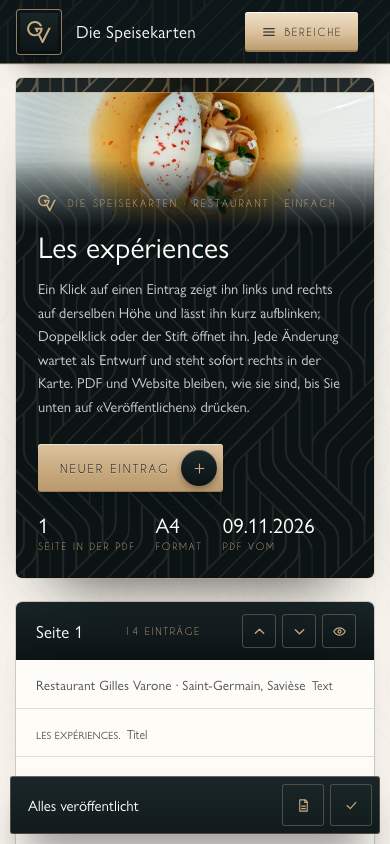 GV
Die Speisekarten
BEREICHE
GV DIE SPEISEKARTEN · RESTAURANT · EINFACH
Les expériences
Ein Klick auf einen Eintrag zeigt ihn links und rechts
auf derselben Höhe und lässt ihn kurz aufblinken;
Doppelklick oder der Stift öffnet ihn. Jede Änderung
wartet als Entwurf und steht sofort rechts in der
Karte. PDF und Website bleiben, wie sie sind, bis Sie
unten auf «Veröffentlichen» drücken.
NEUER EINTRAG
1 A4 09.11.2026
SEITE IN DER PDF FORMAT PDF VOM
Seite 1 14 EINTRÄGE
Restaurant Gilles Varone · Saint-Germain, Savièse Text
LES EXPÉRIENCES. Titel
Alles veröffentlicht